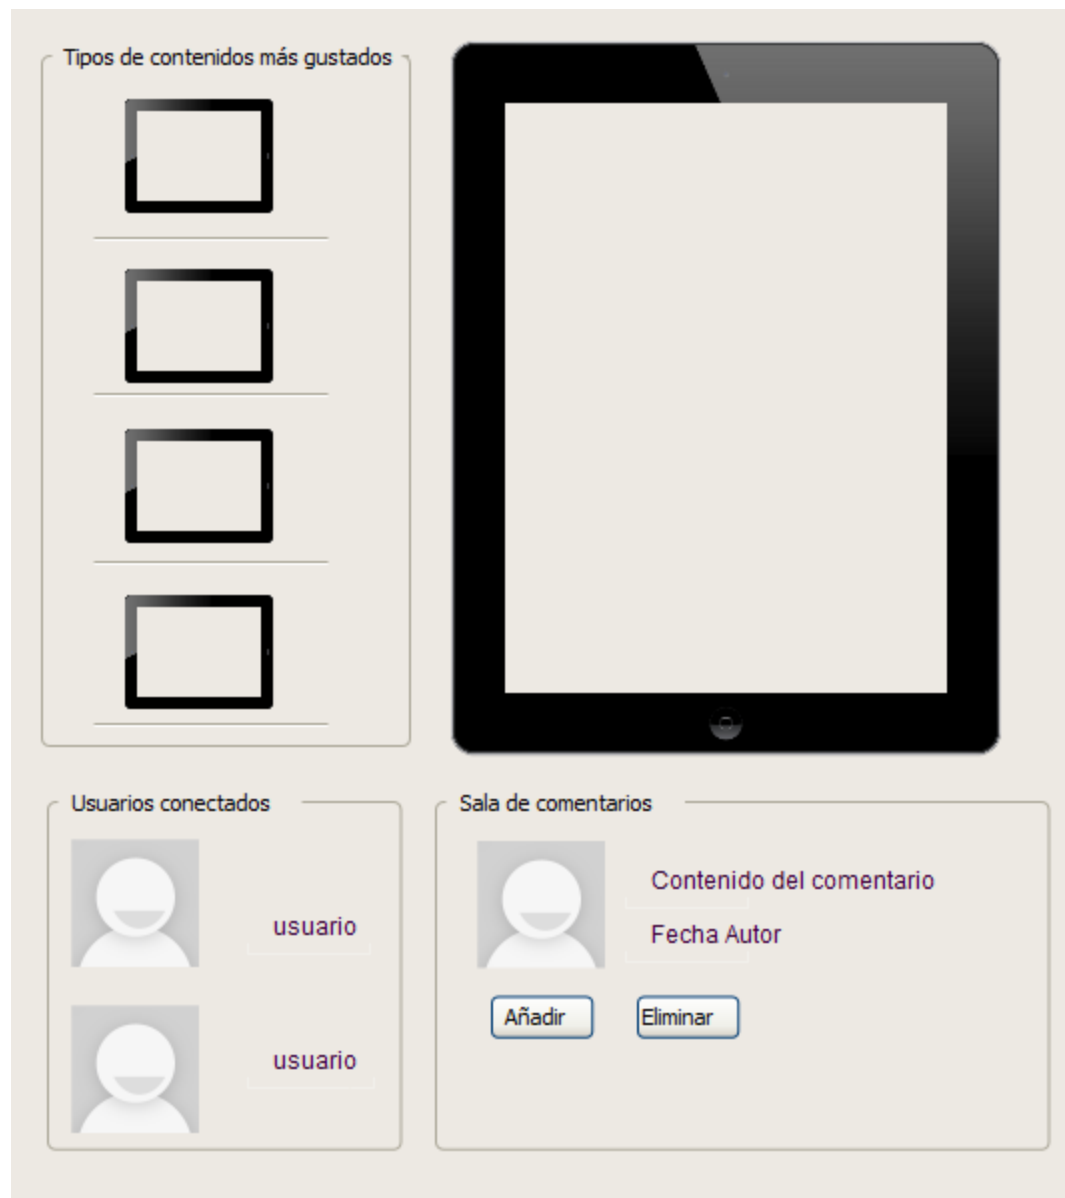 Tipos de contenidos más gustados
Usuarios conectados
usuario
usuario
Sala de comentarios
Contenido del comentario
Fecha Autor
Añadir
Eliminar